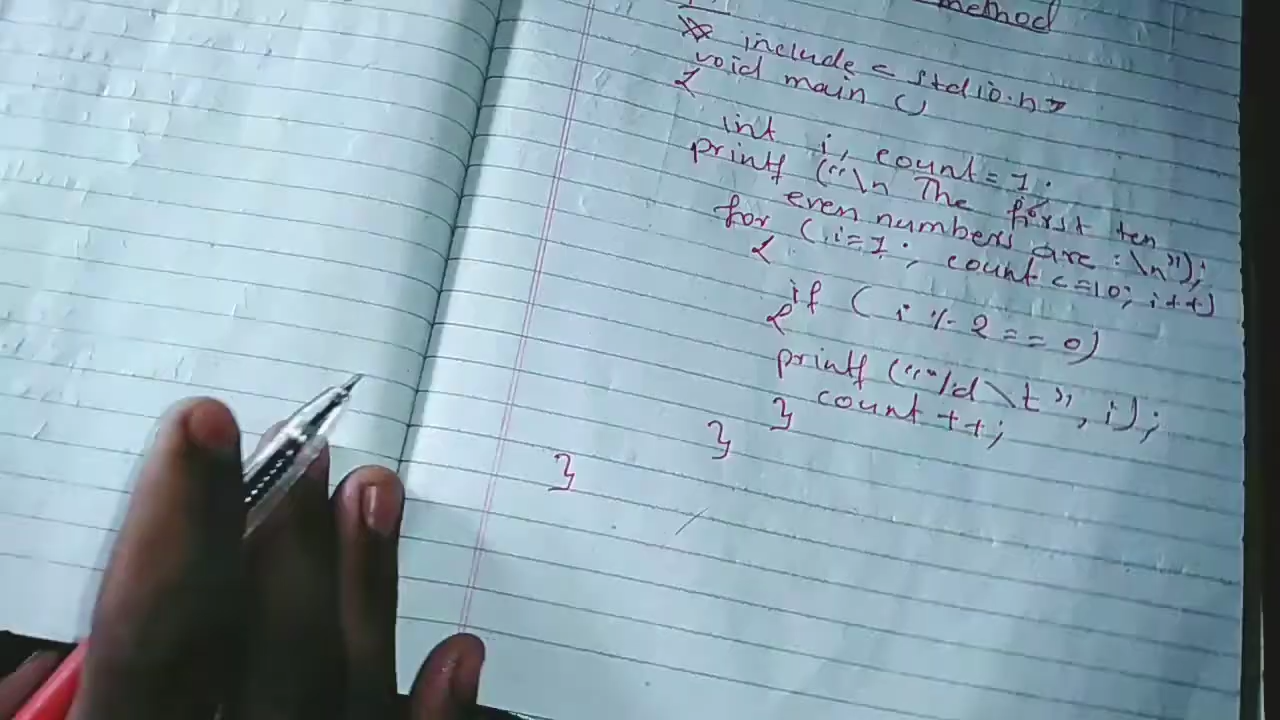 method
# include < stdio.h>
void main ()
{
int i, count = 1;
printf ("\n The first ten
even numbers are :\n");
for ( i=1 ; count <=10; i++)
{
if ( i % 2 == 0)
{
printf ("%d \t", i);
count ++;
}
}
}